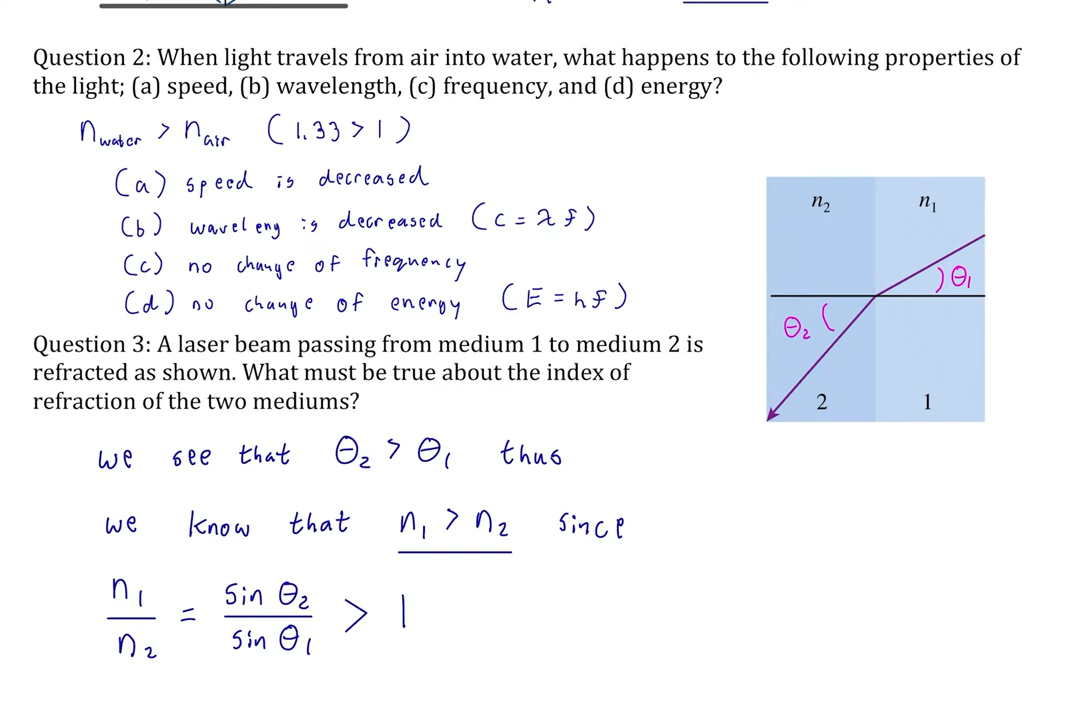 Question 2: When light travels from air into water, what happens to the following properties of
the light; (a) speed, (b) wavelength, (c) frequency, and (d) energy?
n water > n air (1.33 > 1)
(a) speed is decreased
(b) waveleng is decreased (c = λf)
(c) no change of frequency
(d) no change of energy (E = hf)
n₂ n₁
θ₁
θ₂
2 1
Question 3: A laser beam passing from medium 1 to medium 2 is
refracted as shown. What must be true about the index of
refraction of the two mediums?
we see that θ₂ > θ₁ thus
we know that n₁ > n₂ since
n₁/n₂ = sin θ₂/sin θ₁ > 1